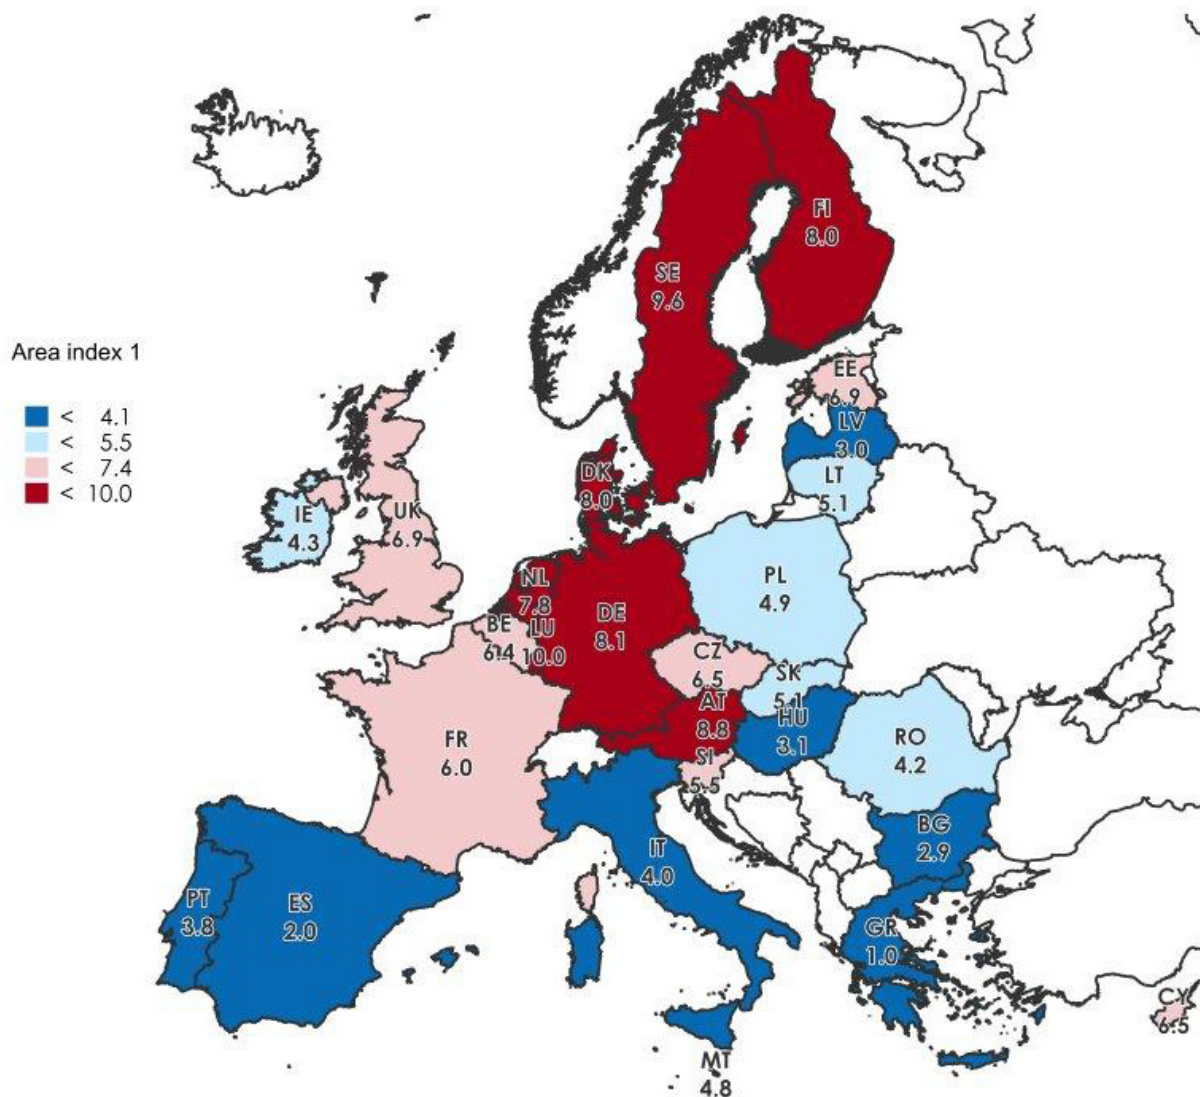 FI
8.0
SE
9.6
Area index 1
EE
6.9
< 4.1
< 5.5
< 7.4
< 10.0
LV
3.0
DK
8.0
LT
5.1
IE
4.3
UK
6.9
NL
7.8
PL
4.9
DE
8.1
BE
6.4
LU
10.0
CZ
6.5
SK
5.1
AT
8.8
HU
3.1
FR
6.0
RO
4.2
SI
5.5
BG
2.9
IT
4.0
PT
3.8
ES
2.0
GR
1.0
CY
6.5
MT
4.8